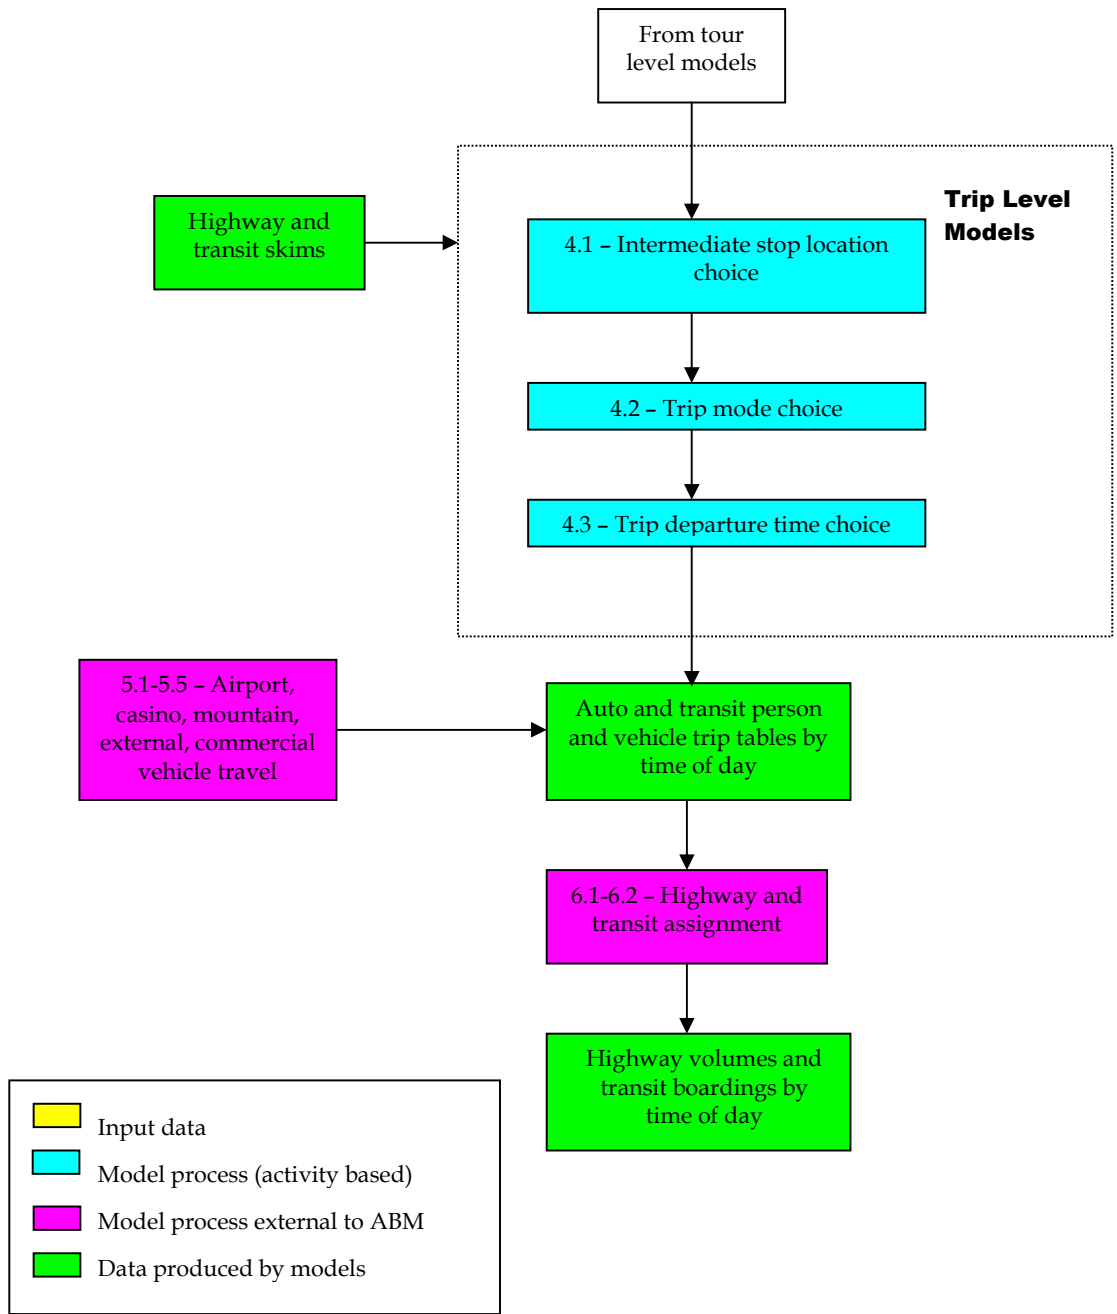 From tour
level models
Trip Level
Models
Highway and
transit skims
4.1 – Intermediate stop location
choice
4.2 – Trip mode choice
4.3 – Trip departure time choice
5.1-5.5 – Airport,
casino, mountain,
external, commercial
vehicle travel
Auto and transit person
and vehicle trip tables by
time of day
6.1-6.2 – Highway and
transit assignment
Highway volumes and
transit boardings by
time of day
Input data
Model process (activity based)
Model process external to ABM
Data produced by models